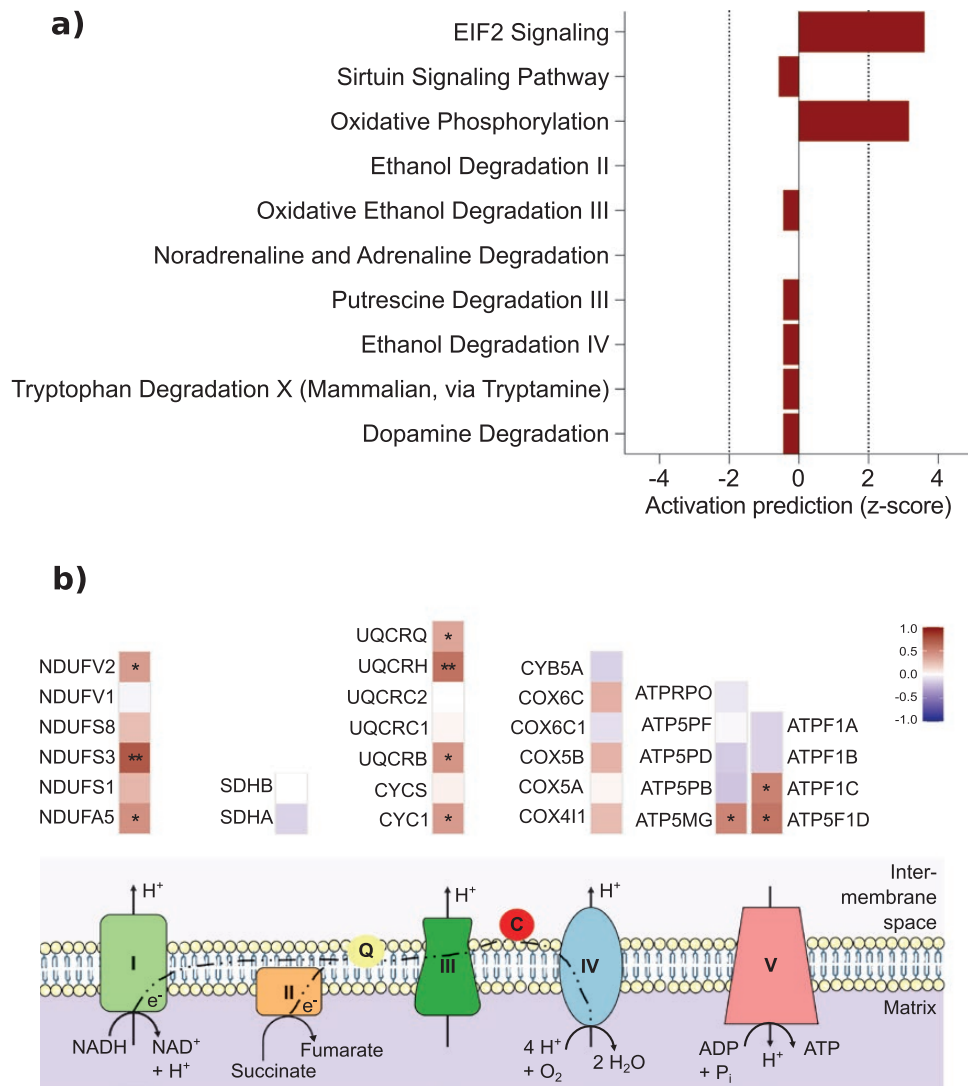 a)
EIF2 Signaling
Sirtuin Signaling Pathway
Oxidative Phosphorylation
Ethanol Degradation II
Oxidative Ethanol Degradation III
Noradrenaline and Adrenaline Degradation
Putrescine Degradation III
Ethanol Degradation IV
Tryptophan Degradation X (Mammalian, via Tryptamine)
Dopamine Degradation
-4 -2 0 2 4
Activation prediction (z-score)
b)
NDUFV2 *
NDUFV1
NDUFS8
NDUFS3 **
NDUFS1
NDUFA5 *
SDHB
SDHA
UQCRQ *
UQCRH **
UQCRC2
UQCRC1
UQCRB *
CYCS
CYC1 *
CYB5A
COX6C
COX6C1
COX5B
COX5A
COX4I1
ATPRPO
ATP5PF
ATP5PD
ATP5PB
ATP5MG *
ATPF1A
ATPF1B
* ATPF1C
* ATP5F1D
1.0
0.5
0.0
-0.5
-1.0
H+
H+
H+
Inter-
membrane
space
I
II
Q
III
C
IV
V
e-
e-
Matrix
NADH
NAD+
+ H+
Succinate
Fumarate
4 H+
+ O2
2 H2O
ADP
+ Pi
H+
ATP